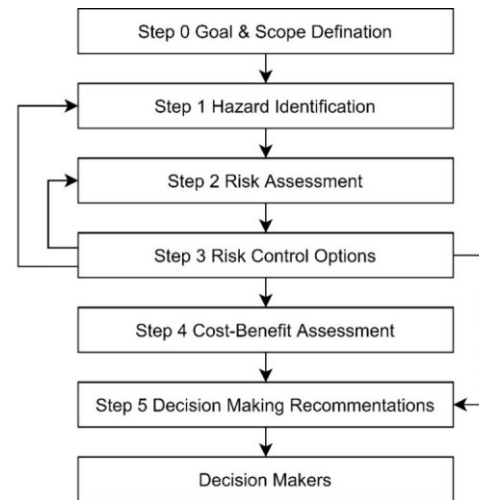 Step 0 Goal & Scope Defination
Step 1 Hazard Identification
Step 2 Risk Assessment
Step 3 Risk Control Options
Step 4 Cost-Benefit Assessment
Step 5 Decision Making Recommentations
Decision Makers